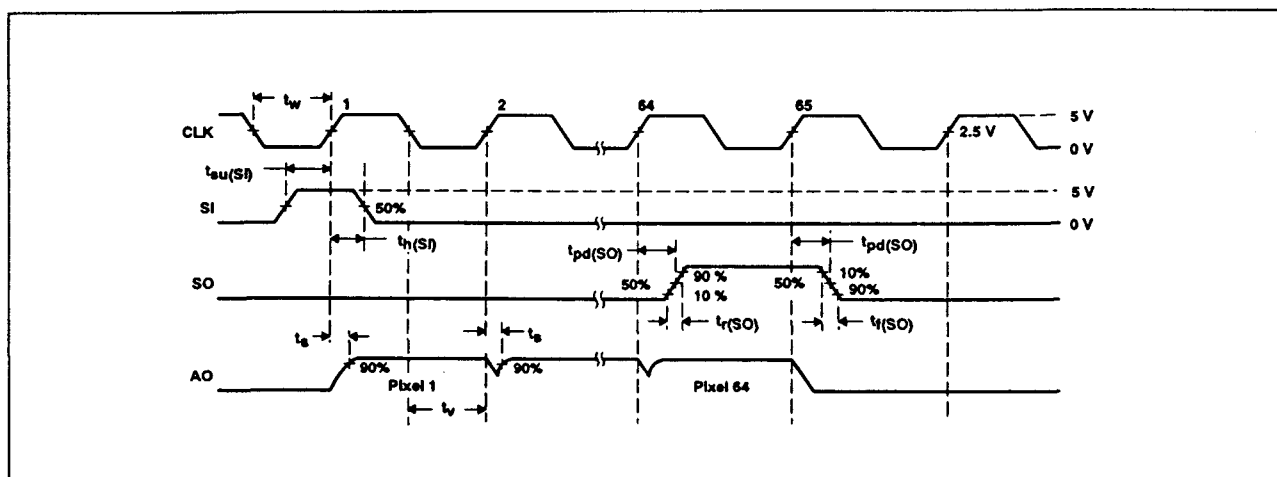 tw
1
2
64
65
5 V
CLK
2.5 V
0 V
tsu(SI)
5 V
SI
50%
0 V
th(SI)
tpd(SO)
tpd(SO)
SO
50%
90 %
50%
10%
10 %
90%
tr(SO)
tf(SO)
ts
ts
90%
90%
AO
Pixel 1
Pixel 64
tv